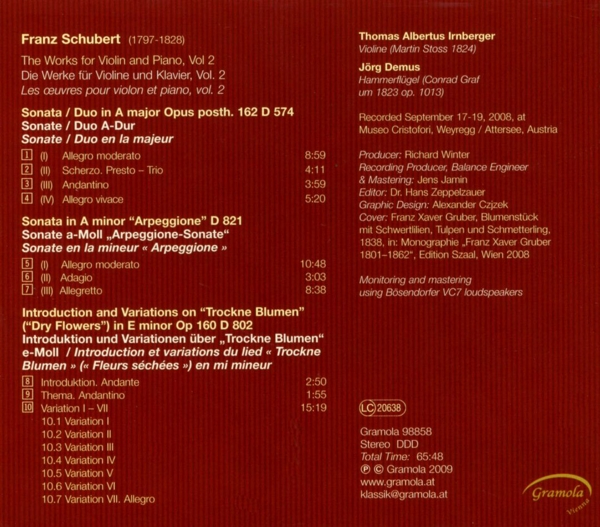 Franz Schubert (1797-1828)
The Works for Violin and Piano, Vol 2
Die Werke für Violine und Klavier, Vol. 2
Les œuvres pour violon et piano, vol. 2
Sonata / Duo in A major Opus posth. 162 D 574
Sonate / Duo A-Dur
Sonate / Duo en la majeur
1 (I) Allegro moderato 8:59
2 (II) Scherzo. Presto – Trio 4:11
3 (III) Andantino 3:59
4 (IV) Allegro vivace 5:20
Sonata in A minor “Arpeggione” D 821
Sonate a-Moll „Arpeggione-Sonate“
Sonate en la mineur « Arpeggione »
5 (I) Allegro moderato 10:48
6 (II) Adagio 3:03
7 (III) Allegretto 8:38
Introduction and Variations on “Trockne Blumen”
(“Dry Flowers”) in E minor Op 160 D 802
Introduktion und Variationen über „Trockne Blumen“
e-Moll / Introduction et variations du lied « Trockne
Blumen » (« Fleurs séchées ») en mi mineur
8 Introduktion. Andante 2:50
9 Thema. Andantino 1:55
10 Variation I – VII 15:19
10.1 Variation I
10.2 Variation II
10.3 Variation III
10.4 Variation IV
10.5 Variation V
10.6 Variation VI
10.7 Variation VII. Allegro
Thomas Albertus Irnberger
Violine (Martin Stoss 1824)
Jörg Demus
Hammerflügel (Conrad Graf
um 1823 op. 1013)
Recorded September 17-19, 2008, at
Museo Cristofori, Weyregg / Attersee, Austria
Producer: Richard Winter
Recording Producer, Balance Engineer
& Mastering: Jens Jamin
Editor: Dr. Hans Zeppelzauer
Graphic Design: Alexander Czjzek
Cover: Franz Xaver Gruber, Blumenstück
mit Schwertlilien, Tulpen und Schmetterling,
1838, in: Monographie „Franz Xaver Gruber
1801–1862“, Edition Szaal, Wien 2008
Monitoring and mastering
using Bösendorfer VC7 loudspeakers
LC 20638
Gramola 98858
Stereo DDD
Total Time: 65:48
℗ © Gramola 2009
www.gramola.at
klassik@gramola.at
Gramola
Vienna